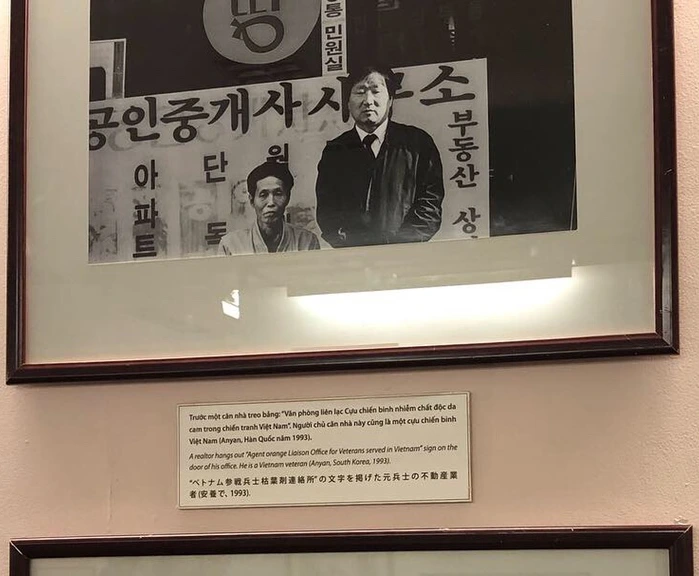 통 민원실
공인중개사 사 소
아파트
단독
원
부동산 상
Trước một căn nhà treo bảng: "Văn phòng liên lạc Cựu chiến binh nhiễm chất độc da
cam trong chiến tranh Việt Nam". Người chủ căn nhà này cũng là một cựu chiến binh
Việt Nam (Anyan, Hàn Quốc năm 1993).
A realtor hangs out "Agent orange Liaison Office for Veterans served in Vietnam" sign on the
door of his office. He is a Vietnam veteran (Anyan, South Korea, 1993).
"ベトナム参戦兵士枯葉剤連絡所"の文字を掲げた元兵士の不動産業
者(安養で、1993).